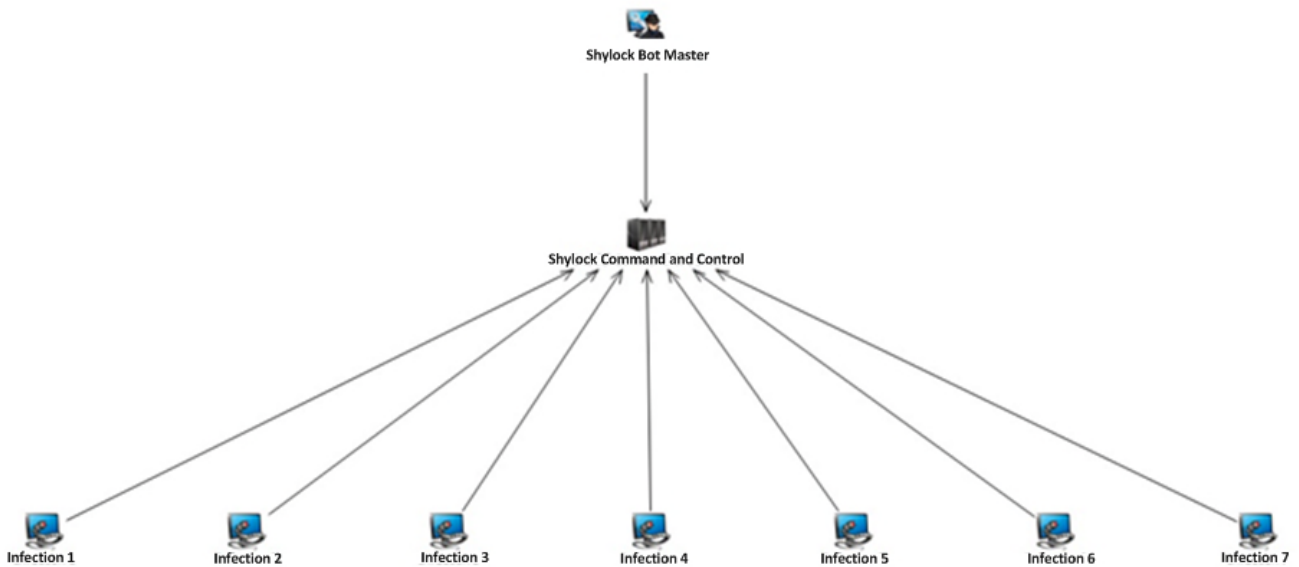 Shylock Bot Master
Shylock Command and Control
Infection 1
Infection 2
Infection 3
Infection 4
Infection 5
Infection 6
Infection 7